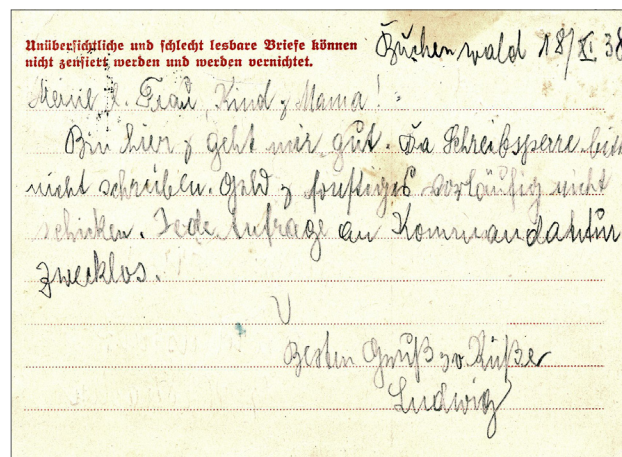 Unübersichtliche und schlecht lesbare Briefe können
nicht zensiert werden und werden vernichtet.
Buchenwald 18/XI 38
Meine l. Frau, Kind & Mama!
Bin hier & geht mir gut. Da Schreibsperre bitte
nicht schreiben. Geld & sonstiges vorläufig nicht
schicken. Jede Anfrage an Kommandantur
zwecklos.
Besten Gruß & Küße
Ludwig